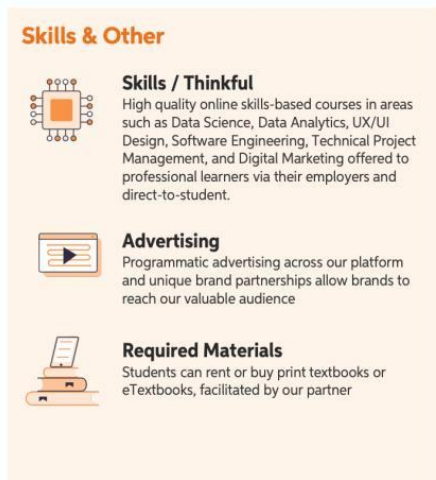 Skills & Other
Skills / Thinkful
High quality online skills-based courses in areas
such as Data Science, Data Analytics, UX/UI
Design, Software Engineering, Technical Project
Management, and Digital Marketing offered to
professional learners via their employers and
direct-to-student.
Advertising
Programmatic advertising across our platform
and unique brand partnerships allow brands to
reach our valuable audience
Required Materials
Students can rent or buy print textbooks or
eTextbooks, facilitated by our partner